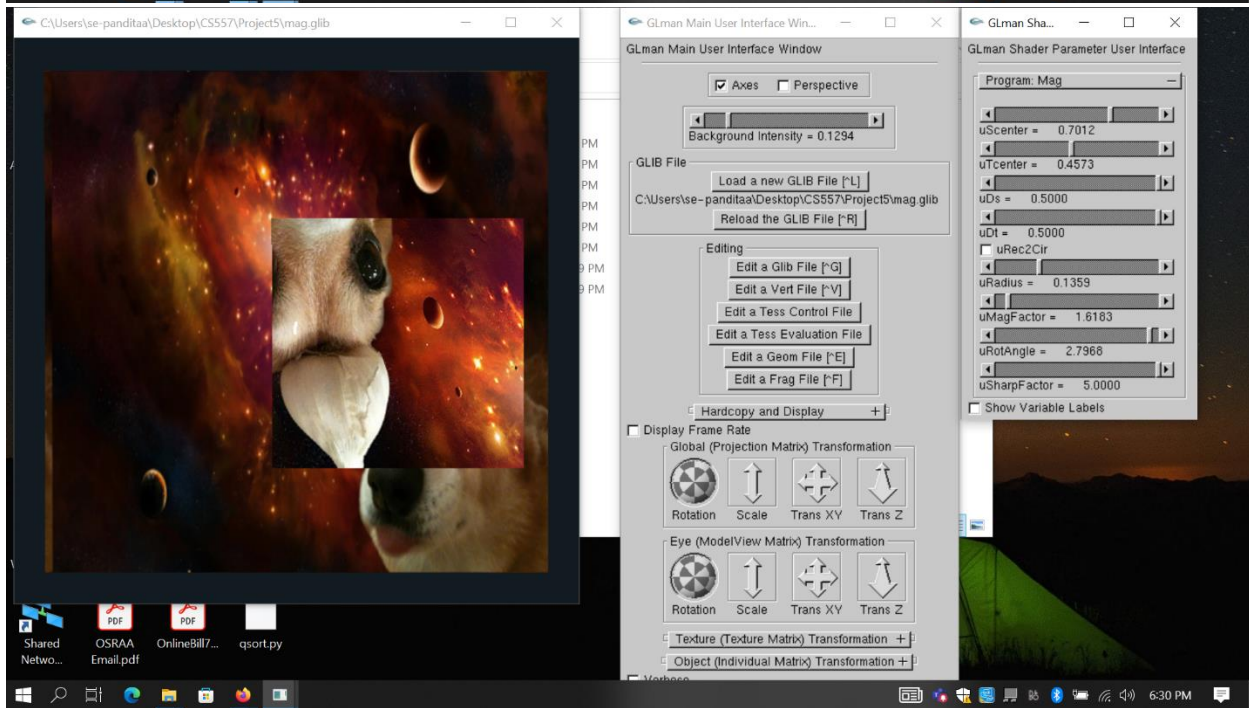 C:\Users\se-panditaa\Desktop\CS557\Project5\mag.glib
PM
PM
PM
PM
PM
PM
9 PM
9 PM
Shared Netwo...
PDF
OSRAA Email.pdf
PDF
OnlineBill7...
qsort.py
GLman Main User Interface Win...
GLman Main User Interface Window
Axes
Perspective
Background Intensity = 0.1294
GLIB File
Load a new GLIB File [^L]
C:\Users\se-panditaa\Desktop\CS557\Project5\mag.glib
Reload the GLIB File [^R]
Editing
Edit a Glib File [^G]
Edit a Vert File [^V]
Edit a Tess Control File
Edit a Tess Evaluation File
Edit a Geom File [^E]
Edit a Frag File [^F]
Hardcopy and Display +
Display Frame Rate
Global (Projection Matrix) Transformation
Rotation Scale Trans XY Trans Z
Eye (ModelView Matrix) Transformation
Rotation Scale Trans XY Trans Z
Texture (Texture Matrix) Transformation +
Object (Individual Matrix) Transformation +
Verbose
GLman Sha...
GLman Shader Parameter User Interface
Program: Mag
uScenter = 0.7012
uTcenter = 0.4573
uDs = 0.5000
uDt = 0.5000
uRec2Cir
uRadius = 0.1359
uMagFactor = 1.6183
uRotAngle = 2.7968
uSharpFactor = 5.0000
Show Variable Labels
6:30 PM